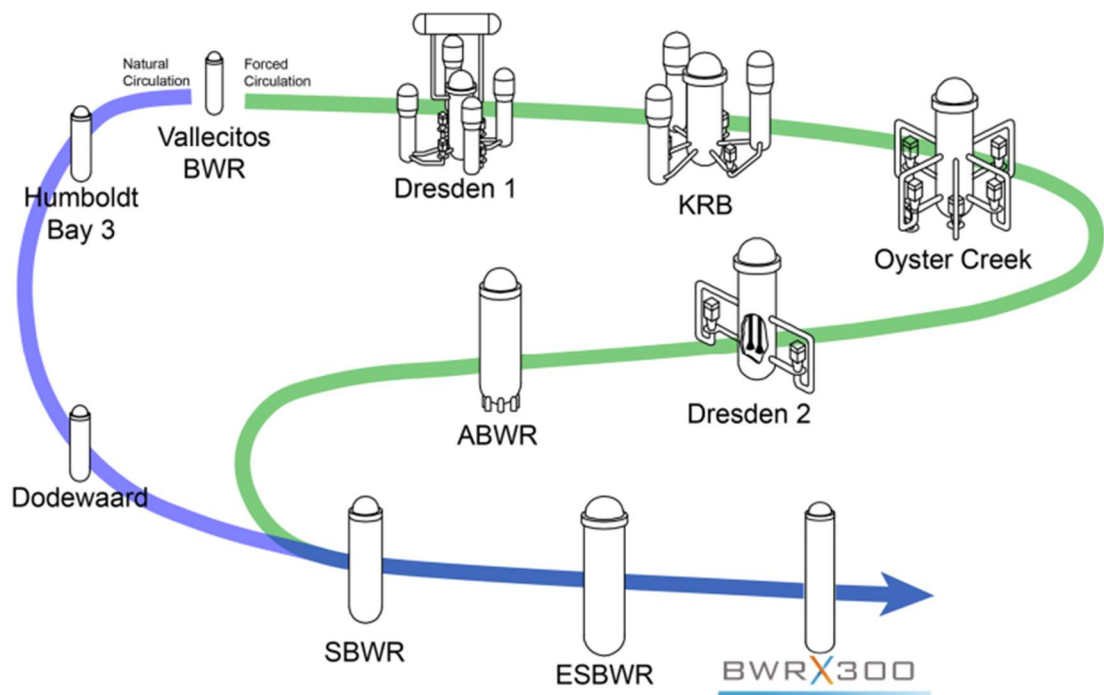 Natural
Circulation
Forced
Circulation
Vallecitos
BWR
Humboldt
Bay 3
Dresden 1
KRB
Oyster Creek
Dresden 2
ABWR
Dodewaard
SBWR
ESBWR
BWRX300